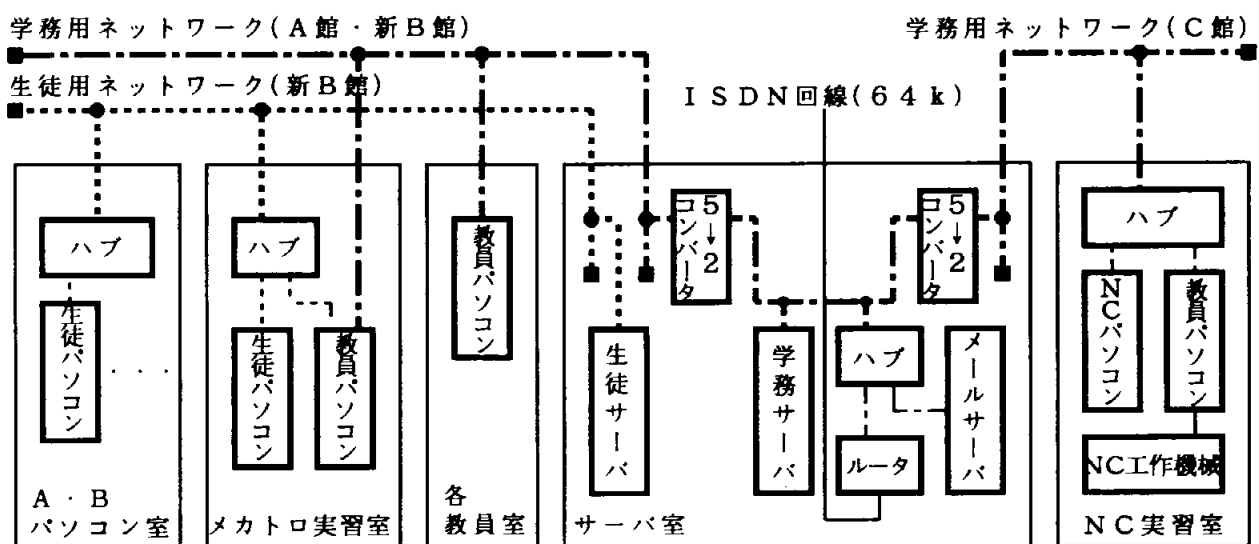 学務用ネットワーク(A館・新B館)
学務用ネットワーク(C館)
生徒用ネットワーク(新B館)
ISDN回線(64k)
ハブ
生徒パソコン
・・・
A・B
パソコン室
ハブ
生徒パソコン
教員パソコン
メカトロ実習室
教員パソコン
各
教員室
5→2
コンバータ
5→2
コンバータ
生徒サーバ
学務サーバ
ハブ
ルータ
メールサーバ
サーバ室
ハブ
NCパソコン
教員パソコン
NC工作機械
NC実習室